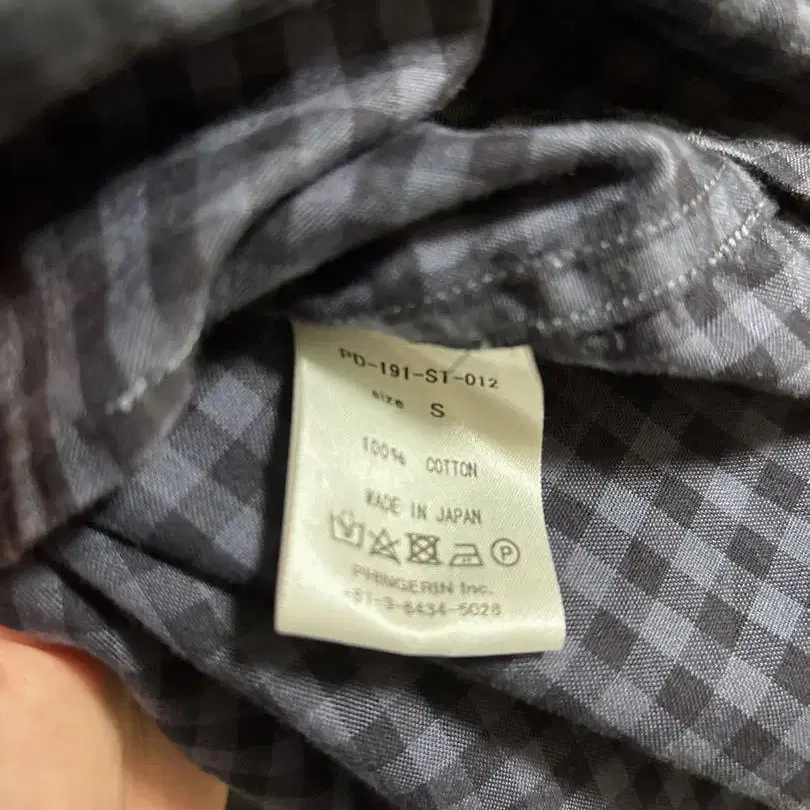 PD-191-ST-012
size S
100% COTTON
MADE IN JAPAN
P
PHINGERIN Inc.
+81-3-6434-5028